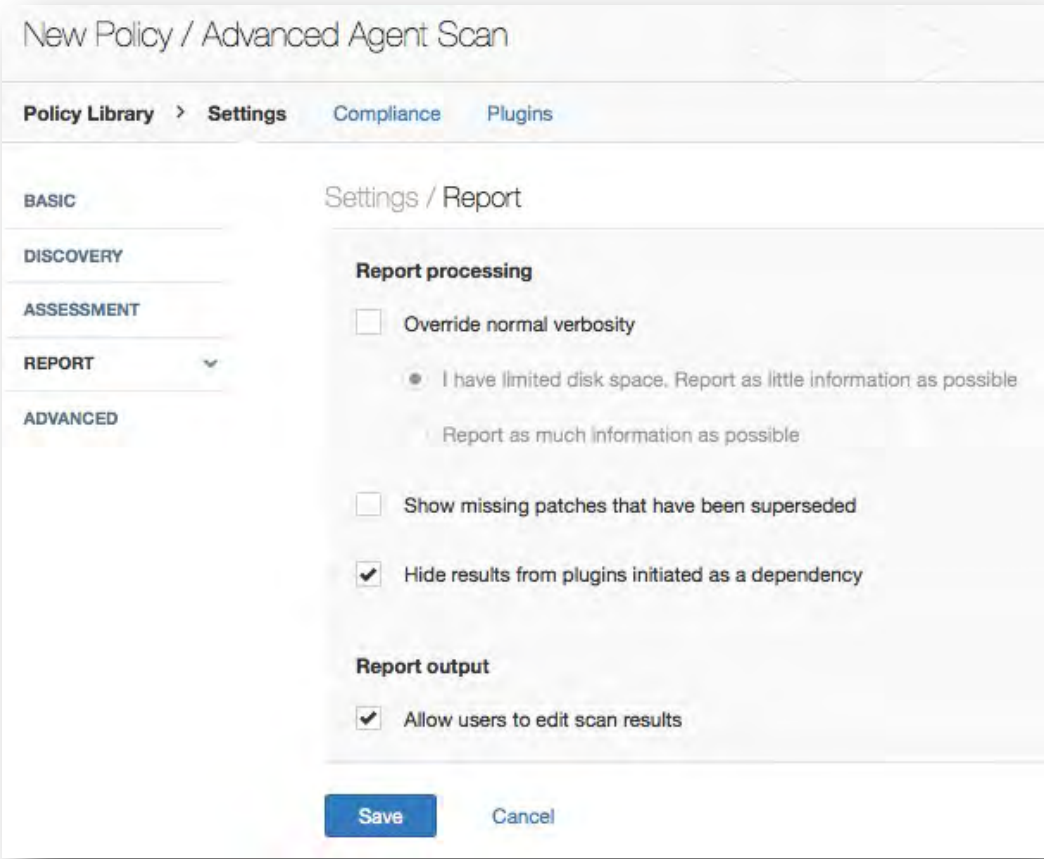 New Policy / Advanced Agent Scan
Policy Library > Settings Compliance Plugins
BASIC
DISCOVERY
ASSESSMENT
REPORT
ADVANCED
Settings / Report
Report processing
Override normal verbosity
I have limited disk space. Report as little information as possible
Report as much information as possible
Show missing patches that have been superseded
Hide results from plugins initiated as a dependency
Report output
Allow users to edit scan results
Save Cancel